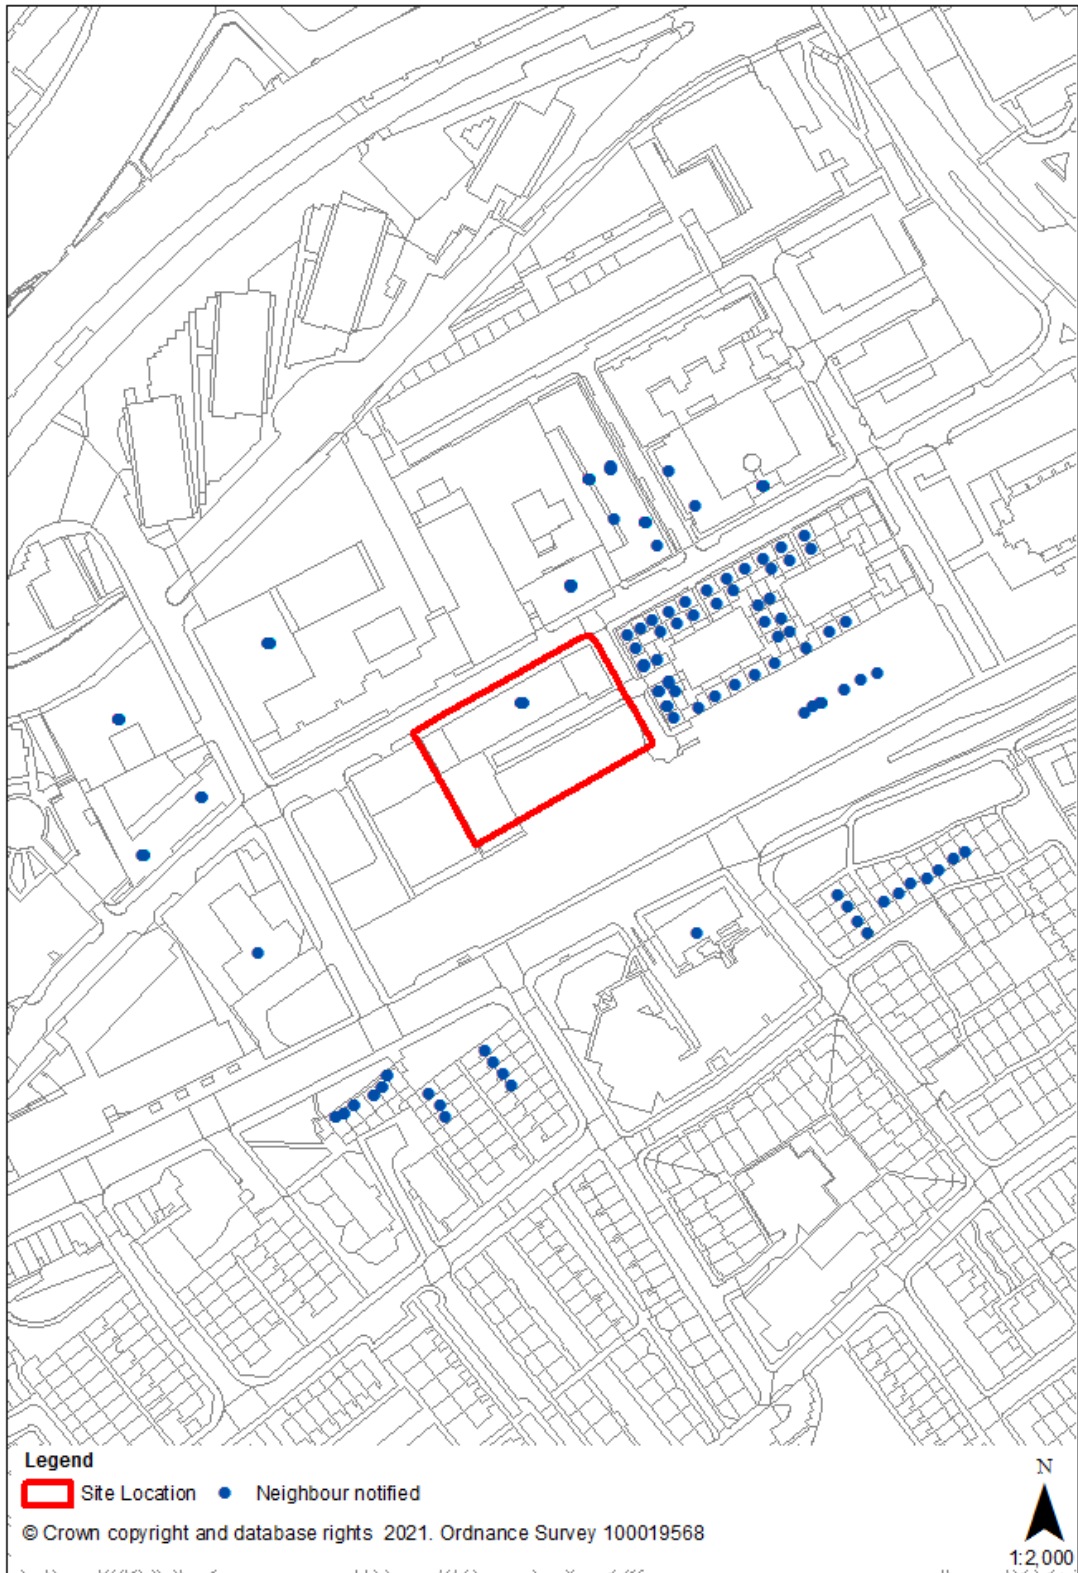 Legend
Site Location
Neighbour notified
© Crown copyright and database rights 2021. Ordnance Survey 100019568
N
1:2,000